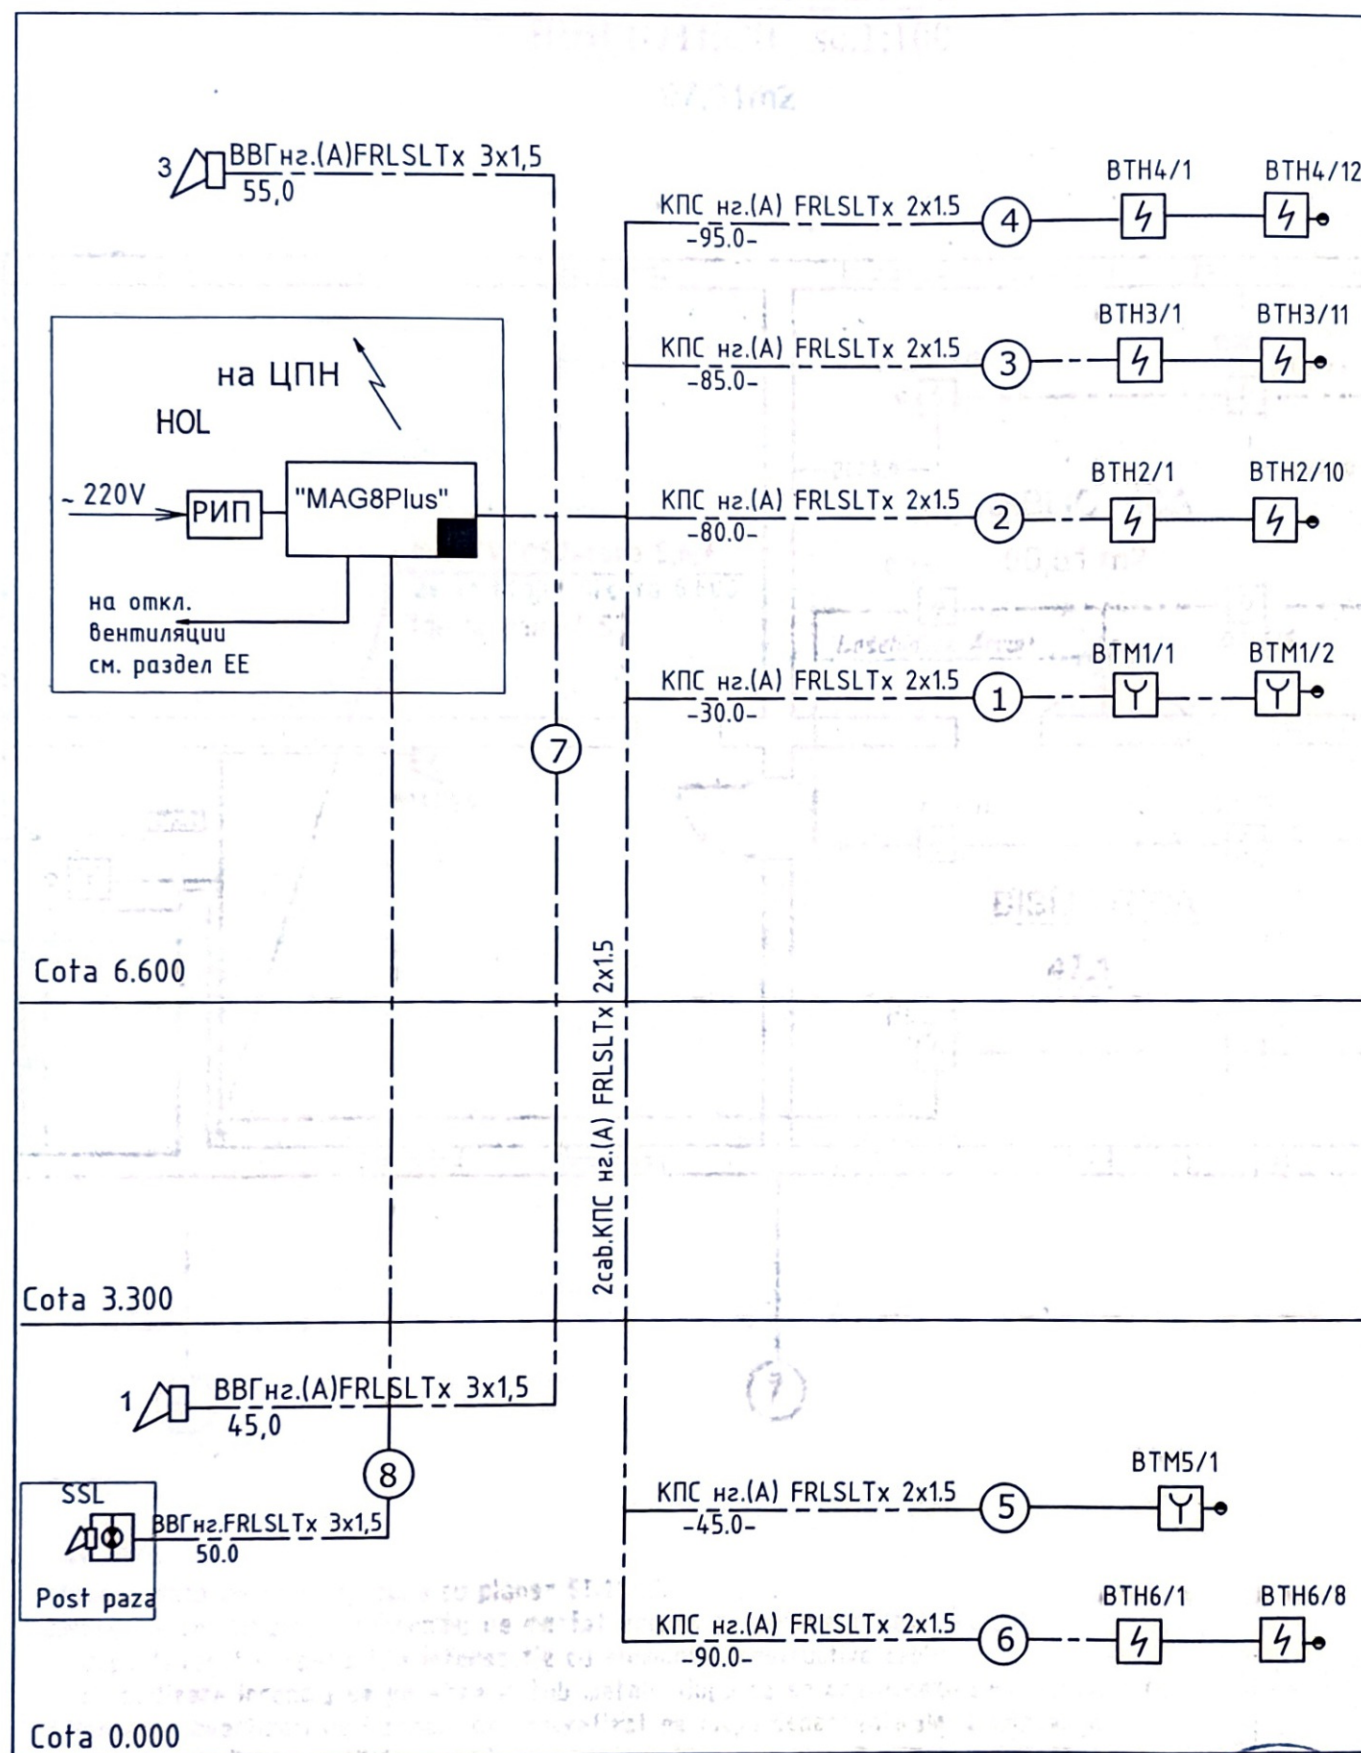 3
ВВГнг.(А)FRLSLTx 3x1,5
55,0
КПС нг.(А) FRLSLTx 2x1.5
-95.0-
4
BTH4/1
BTH4/12
КПС нг.(А) FRLSLTx 2x1.5
-85.0-
3
BTH3/1
BTH3/11
на ЦПН
HOL
~ 220V
РИП
"MAG8Plus"
на откл.
вентиляции
см. раздел ЕЕ
КПС нг.(А) FRLSLTx 2x1.5
-80.0-
2
BTH2/1
BTH2/10
КПС нг.(А) FRLSLTx 2x1.5
-30.0-
1
BTM1/1
BTM1/2
7
Cota 6.600
2cab.КПС нг.(А) FRLSLTx 2x1.5
Cota 3.300
1
ВВГнг.(А)FRLSLTx 3x1,5
45,0
8
SSL
ВВГнг.FRLSLTx 3x1,5
50.0
Post paza
КПС нг.(А) FRLSLTx 2x1.5
-45.0-
5
BTM5/1
КПС нг.(А) FRLSLTx 2x1.5
-90.0-
6
BTH6/1
BTH6/8
Cota 0.000